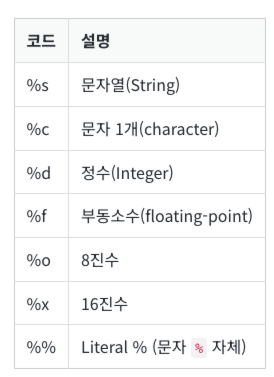 코드 설명
%s 문자열(String)
%c 문자 1개(character)
%d 정수(Integer)
%f 부동소수(floating-point)
%o 8진수
%x 16진수
%% Literal % (문자 % 자체)